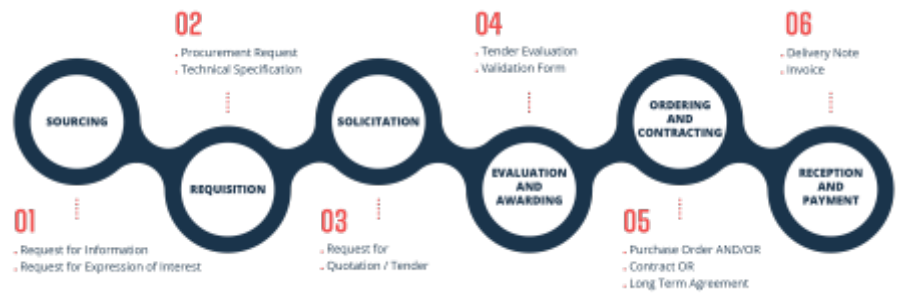 02
Procurement Request
Technical Specification
04
Tender Evaluation
Validation Form
06
Delivery Note
Invoice
SOURCING
SOLICITATION
ORDERING
AND
CONTRACTING
REQUISITION
EVALUATION
AND
AWARDING
RECEPTION
AND
PAYMENT
01
Request for Information
Request for Expression of Interest
03
Request for
Quotation / Tender
05
Purchase Order AND/OR
Contract OR
Long Term Agreement